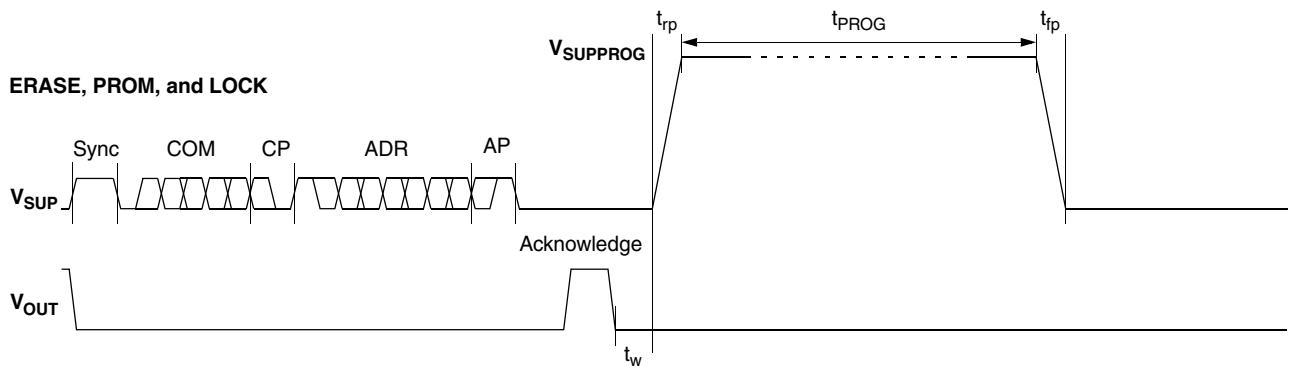 t_rp t_PROG t_fp
V_SUPPROG
ERASE, PROM, and LOCK
Sync COM CP ADR AP
V_SUP
Acknowledge
V_OUT
t_w